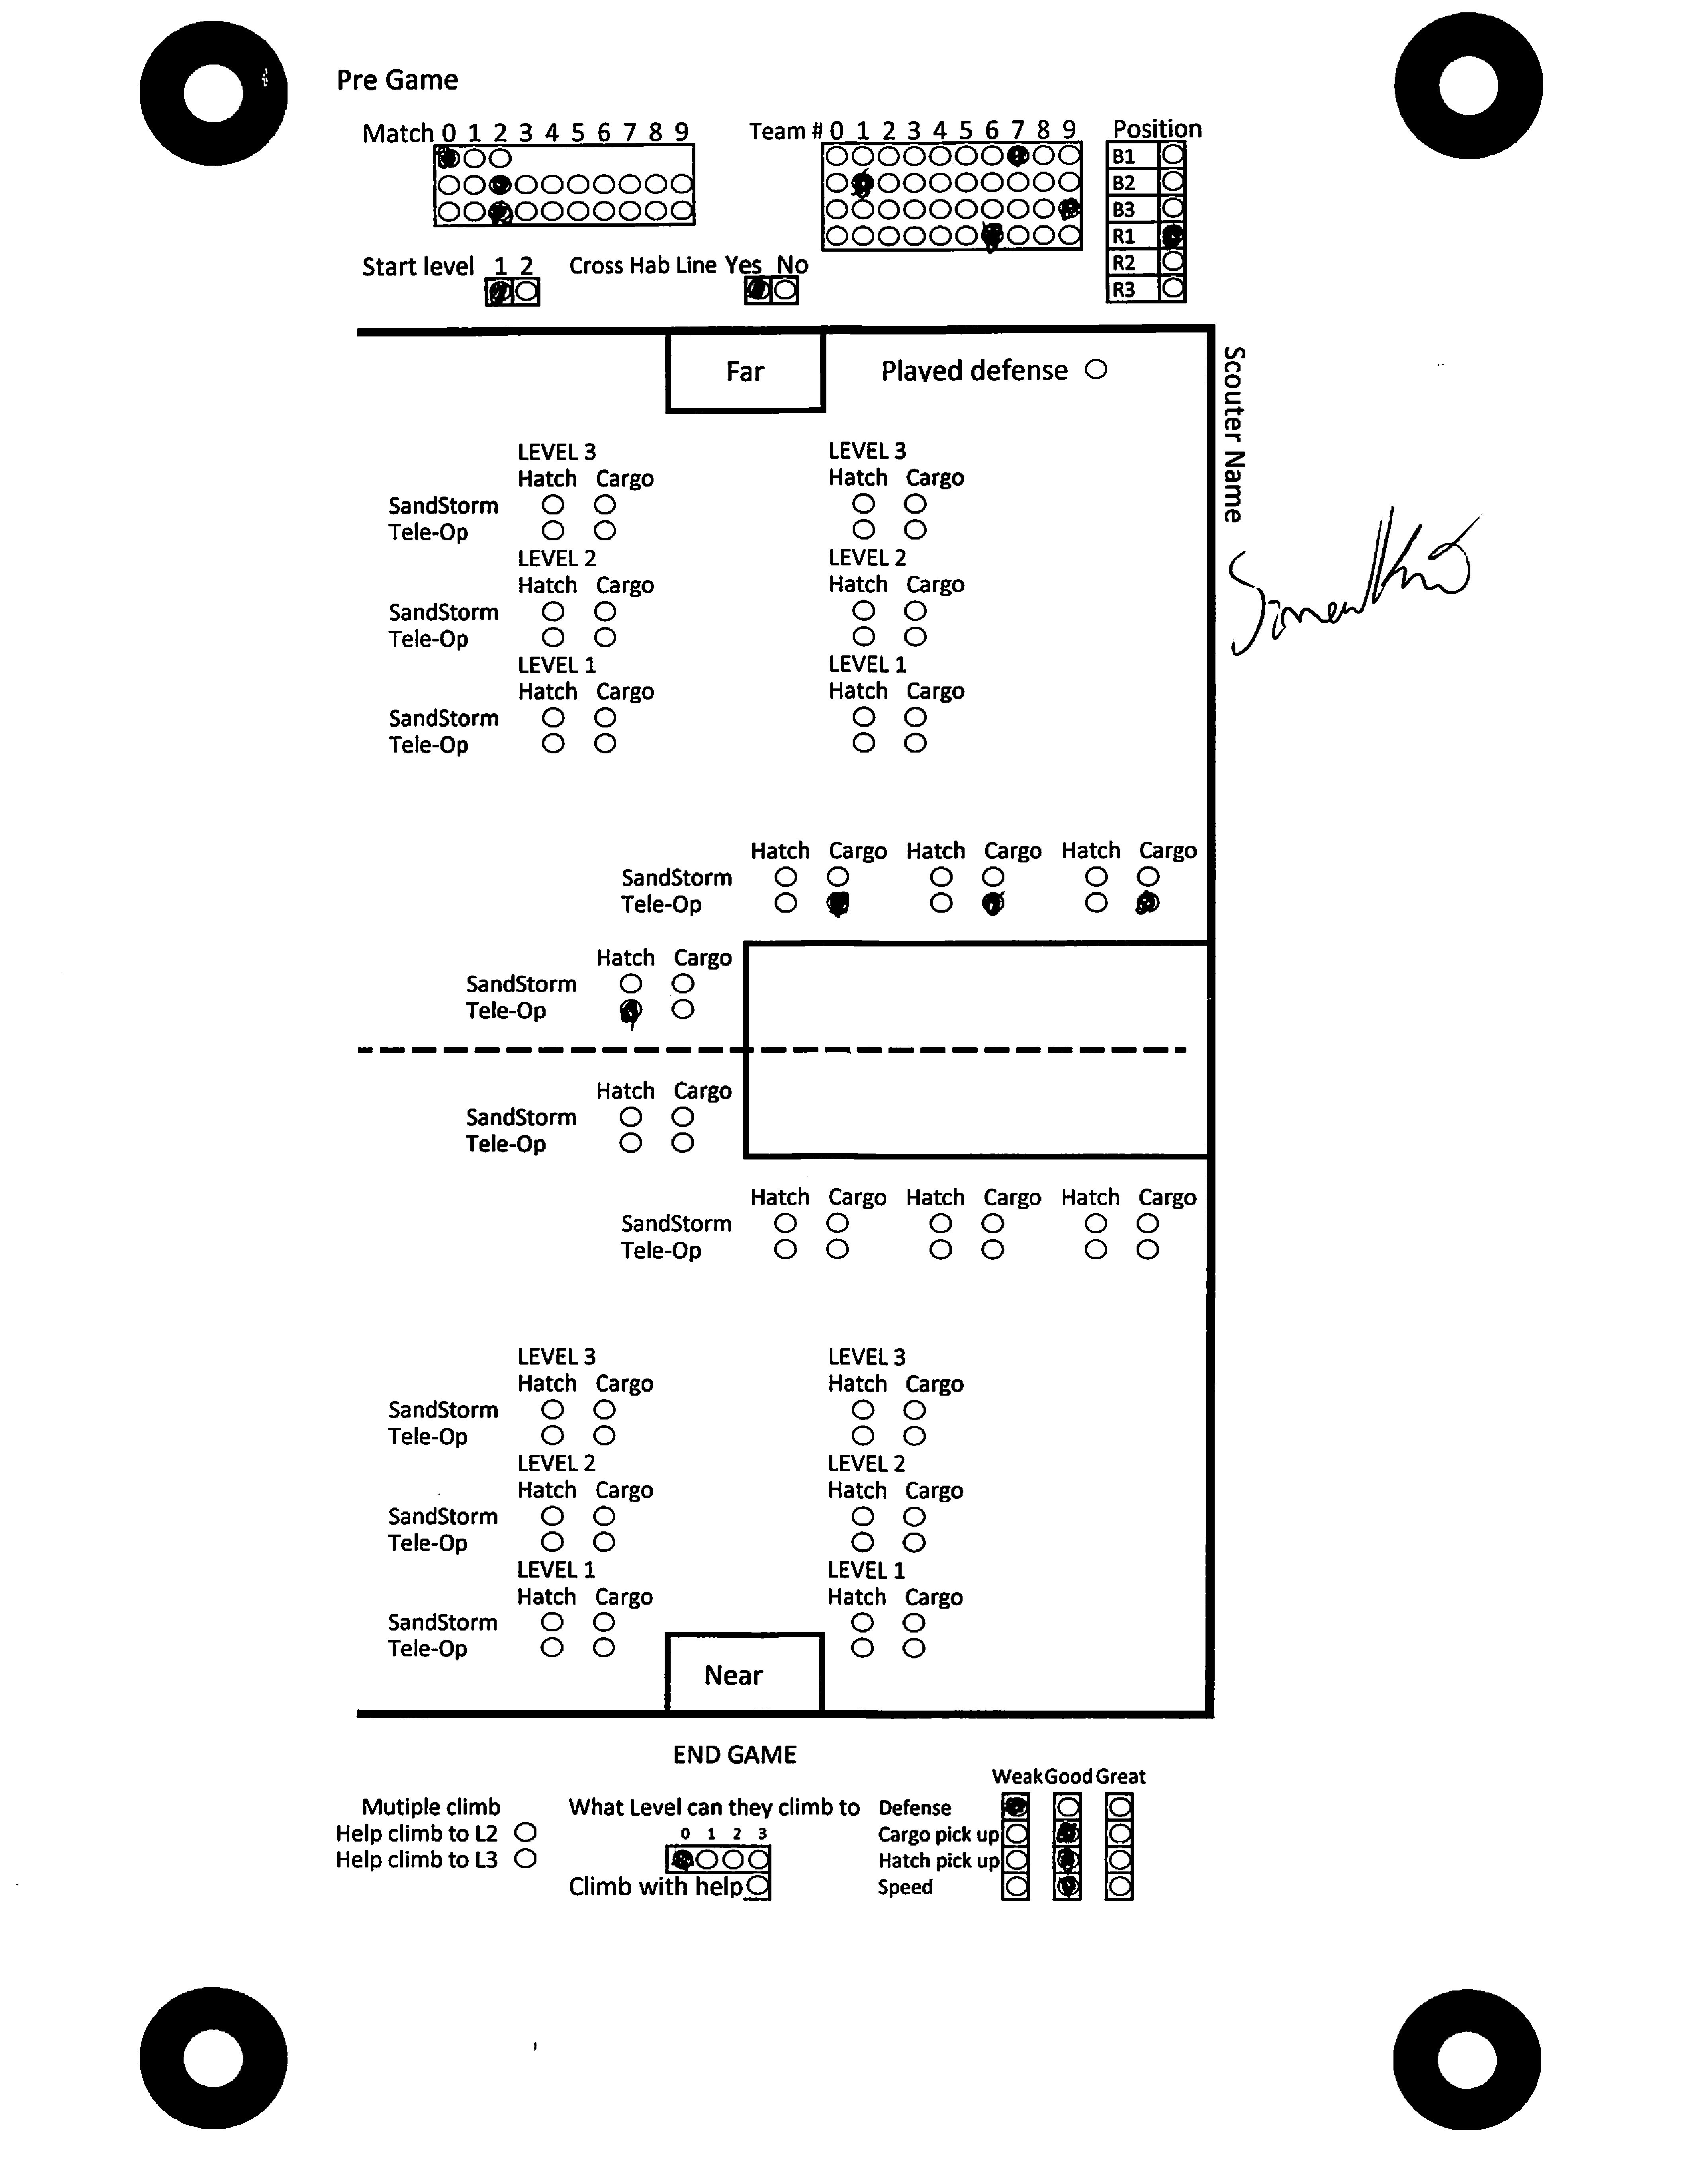 Pre Game
Match 0 1 2 3 4 5 6 7 8 9
Team # 0 1 2 3 4 5 6 7 8 9
Position
B1
B2
B3
R1
R2
R3
Start level 1 2
Cross Hab Line Yes No
Far
Played defense
Scouter Name
LEVEL 3 LEVEL 3
Hatch Cargo Hatch Cargo
SandStorm
Tele-Op
LEVEL 2 LEVEL 2
Hatch Cargo Hatch Cargo
SandStorm
Tele-Op
LEVEL 1 LEVEL 1
Hatch Cargo Hatch Cargo
SandStorm
Tele-Op
Hatch Cargo Hatch Cargo Hatch Cargo
SandStorm
Tele-Op
Hatch Cargo
SandStorm
Tele-Op
Hatch Cargo
SandStorm
Tele-Op
Hatch Cargo Hatch Cargo Hatch Cargo
SandStorm
Tele-Op
LEVEL 3 LEVEL 3
Hatch Cargo Hatch Cargo
SandStorm
Tele-Op
LEVEL 2 LEVEL 2
Hatch Cargo Hatch Cargo
SandStorm
Tele-Op
LEVEL 1 LEVEL 1
Hatch Cargo Hatch Cargo
SandStorm
Tele-Op
Near
END GAME
Mutiple climb
Help climb to L2
Help climb to L3
What Level can they climb to
0 1 2 3
Climb with help
Weak Good Great
Defense
Cargo pick up
Hatch pick up
Speed